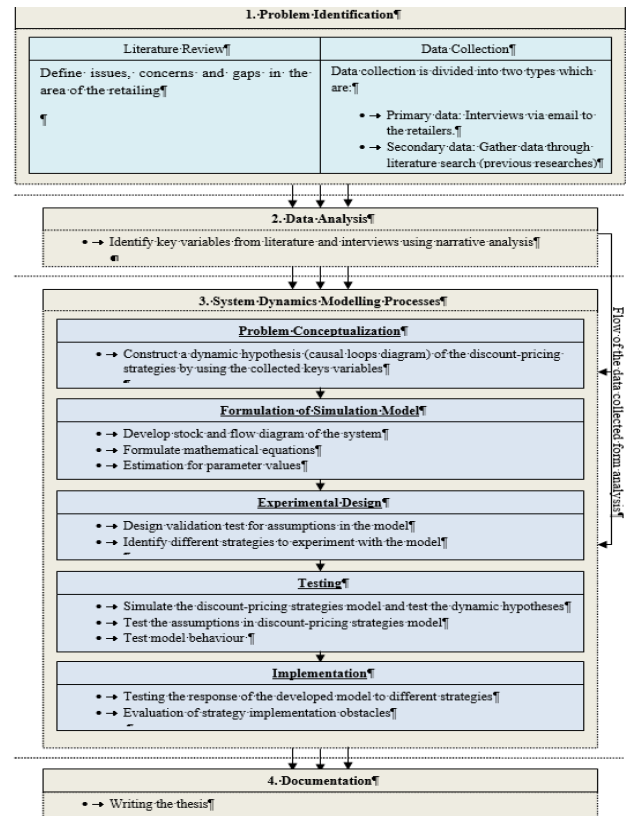 1. Problem Identification¶
Literature Review¶
Define issues, concerns and gaps in the
area of the retailing¶
¶
Data Collection¶
Data collection is divided into two types which
are:¶
• → Primary data: Interviews via email to
the retailers.¶
• → Secondary data: Gather data through
literature search (previous researches)¶
2. Data Analysis¶
• → Identify key variables from literature and interviews using narrative analysis¶
¶
3. System Dynamics Modelling Processes¶
Problem Conceptualization¶
• → Construct a dynamic hypothesis (causal loops diagram) of the discount-pricing
strategies by using the collected keys variables¶
Formulation of Simulation Model¶
• → Develop stock and flow diagram of the system¶
• → Formulate mathematical equations¶
• → Estimation for parameter values¶
Experimental Design¶
• → Design validation test for assumptions in the model¶
• → Identify different strategies to experiment with the model¶
Testing¶
• → Simulate the discount-pricing strategies model and test the dynamic hypotheses¶
• → Test the assumptions in discount-pricing strategies model¶
• → Test model behaviour ¶
Implementation¶
• → Testing the response of the developed model to different strategies¶
• → Evaluation of strategy implementation obstacles¶
Flow of the data collected form analysis¶
4. Documentation¶
• → Writing the thesis¶